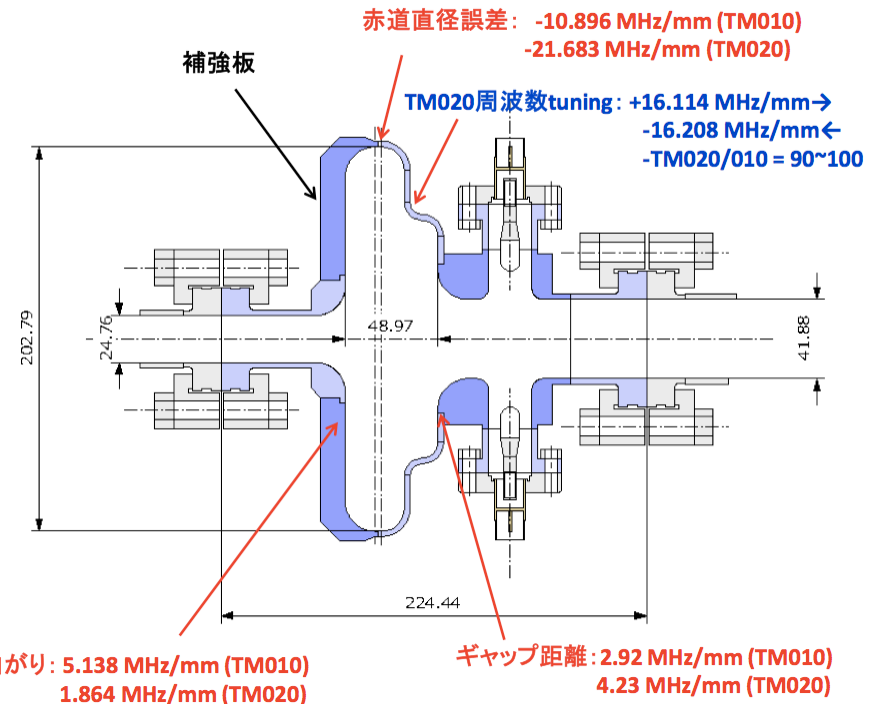 赤道直径誤差： -10.896 MHz/mm (TM010)
-21.683 MHz/mm (TM020)
補強板
TM020周波数tuning：+16.114 MHz/mm→
-16.208 MHz/mm←
-TM020/010 = 90~100
202.79
24.76
48.97
41.88
224.44
がり：5.138 MHz/mm (TM010)
1.864 MHz/mm (TM020)
ギャップ距離：2.92 MHz/mm (TM010)
4.23 MHz/mm (TM020)